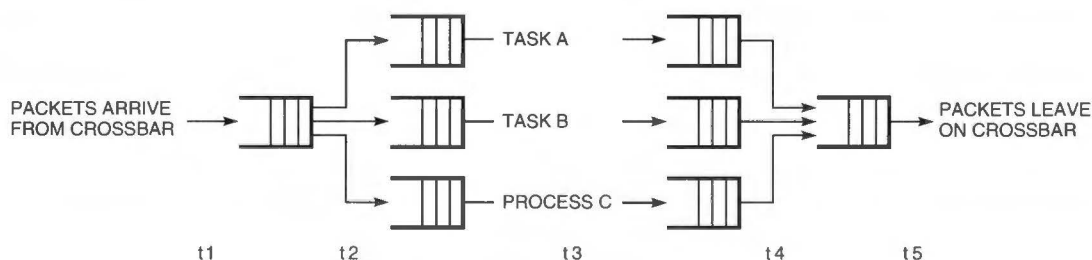 TASK A
PACKETS ARRIVE
FROM CROSSBAR
TASK B
PACKETS LEAVE
ON CROSSBAR
PROCESS C
t1 t2 t3 t4 t5